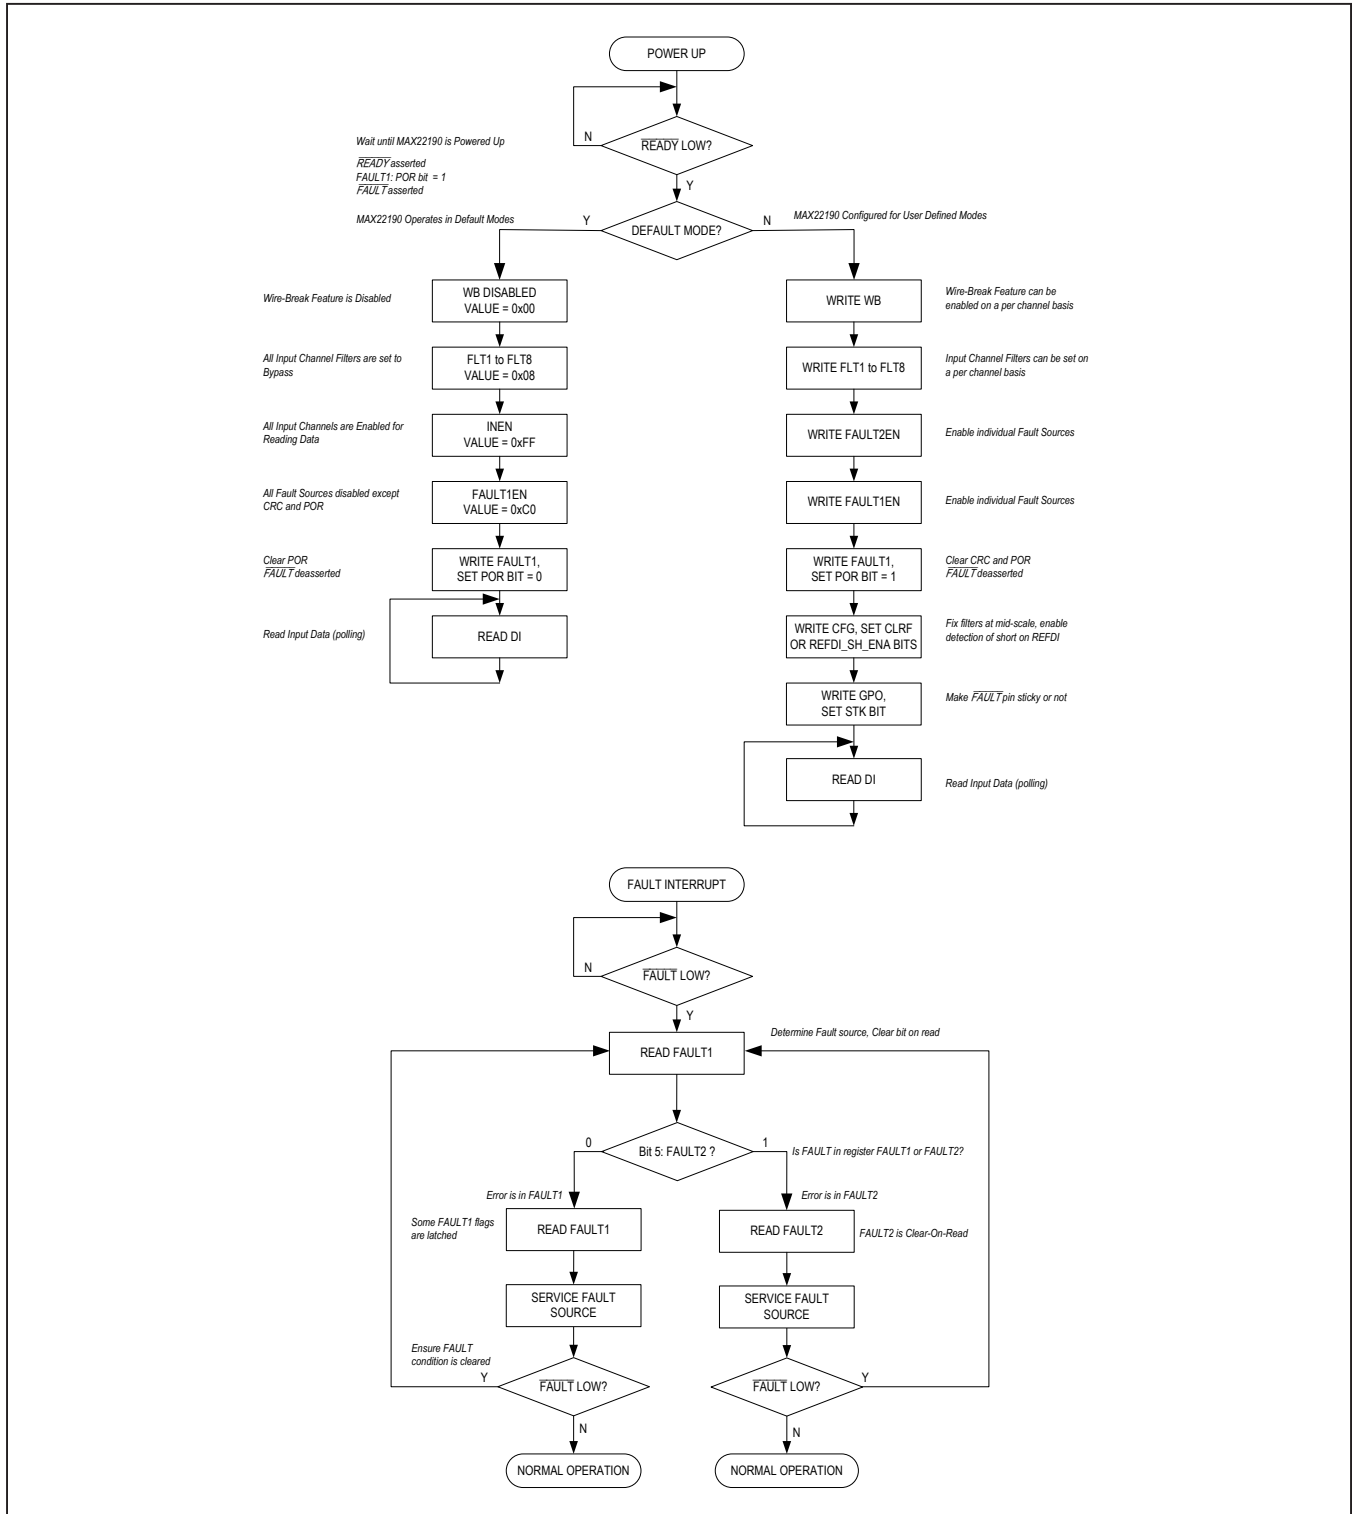 POWER UP
N
READY LOW?
Y
Wait until MAX22190 is Powered Up
READY asserted
FAULT1: POR bit = 1
FAULT asserted
MAX22190 Operates in Default Modes
Y
DEFAULT MODE?
N
MAX22190 Configured for User Defined Modes
Wire-Break Feature is Disabled
WB DISABLED
VALUE = 0x00
All Input Channel Filters are set to
Bypass
FLT1 to FLT8
VALUE = 0x08
All Input Channels are Enabled for
Reading Data
INEN
VALUE = 0xFF
All Fault Sources disabled except
CRC and POR
FAULT1EN
VALUE = 0xC0
Clear POR
FAULT deasserted
WRITE FAULT1,
SET POR BIT = 0
Read Input Data (polling)
READ DI
WRITE WB
Wire-Break Feature can be
enabled on a per channel basis
WRITE FLT1 to FLT8
Input Channel Filters can be set on
a per channel basis
WRITE FAULT2EN
Enable individual Fault Sources
WRITE FAULT1EN
Enable individual Fault Sources
WRITE FAULT1,
SET POR BIT = 1
Clear CRC and POR
FAULT deasserted
WRITE CFG, SET CLRF
OR REFDI_SH_ENA BITS
Fix filters at mid-scale, enable
detection of short on REFDI
WRITE GPO,
SET STK BIT
Make FAULT pin sticky or not
READ DI
Read Input Data (polling)
FAULT INTERRUPT
N
FAULT LOW?
Y
READ FAULT1
Determine Fault source, Clear bit on read
0
Bit 5: FAULT2 ?
1
Is FAULT in register FAULT1 or FAULT2?
Error is in FAULT1
Some FAULT1 flags
are latched
READ FAULT1
SERVICE FAULT
SOURCE
Ensure FAULT
condition is cleared
Y
FAULT LOW?
N
NORMAL OPERATION
Error is in FAULT2
READ FAULT2
FAULT2 is Clear-On-Read
SERVICE FAULT
SOURCE
FAULT LOW?
Y
N
NORMAL OPERATION